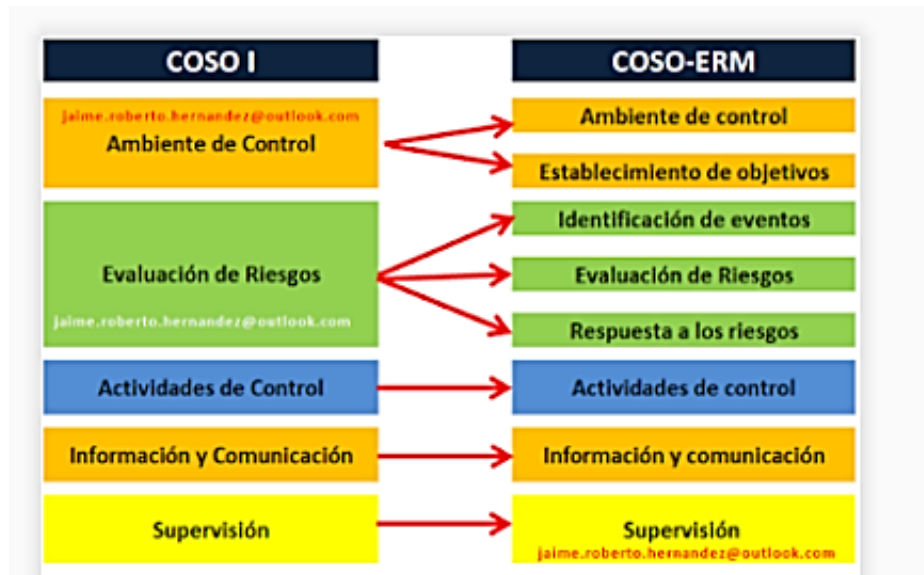 COSO I
COSO-ERM
jaime.roberto.hernandez@outlook.com
Ambiente de Control
Ambiente de control
Establecimiento de objetivos
Evaluación de Riesgos
jaime.roberto.hernandez@outlook.com
Identificación de eventos
Evaluación de Riesgos
Respuesta a los riesgos
Actividades de Control
Actividades de control
Información y Comunicación
Información y comunicación
Supervisión
Supervisión
jaime.roberto.hernandez@outlook.com